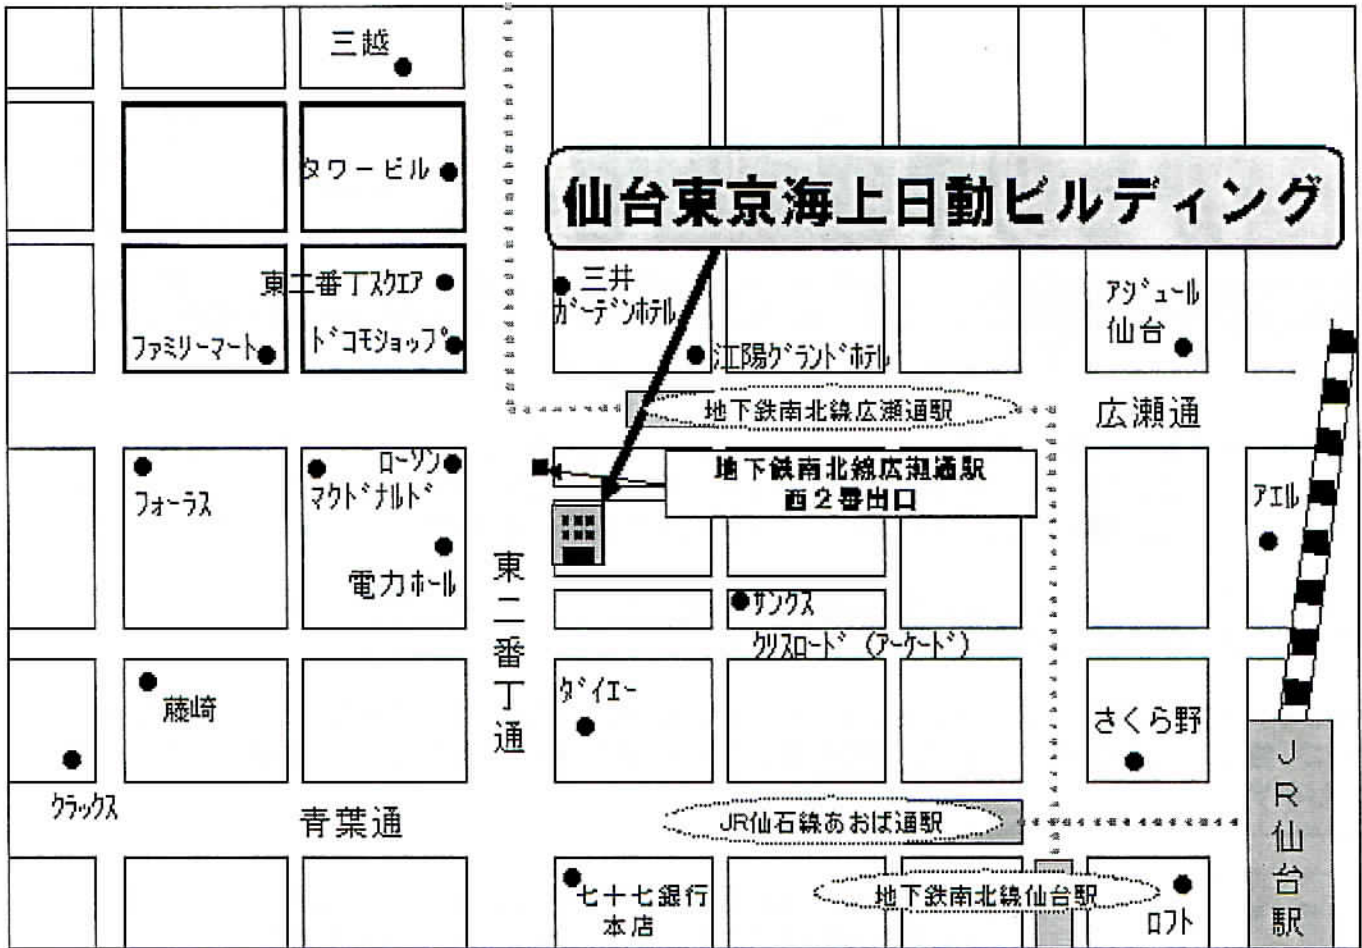 三越
タワービル
仙台東京海上日動ビルディング
東二番丁スクエア
三井
ガーデンホテル
アジュール
仙台
ファミリーマート
ドコモショップ
江陽グランドホテル
地下鉄南北線広瀬通駅
広瀬通
フォーラス
マクドナルド
ローソン
地下鉄南北線広瀬通駅
西2番出口
アエル
電力ホール
東二番丁通
サンクス
クリスロード(アーケード)
藤崎
ダイエー
さくら野
クラックス
青葉通
JR仙石線あおば通駅
JR仙台駅
七十七銀行
本店
地下鉄南北線仙台駅
ロフト